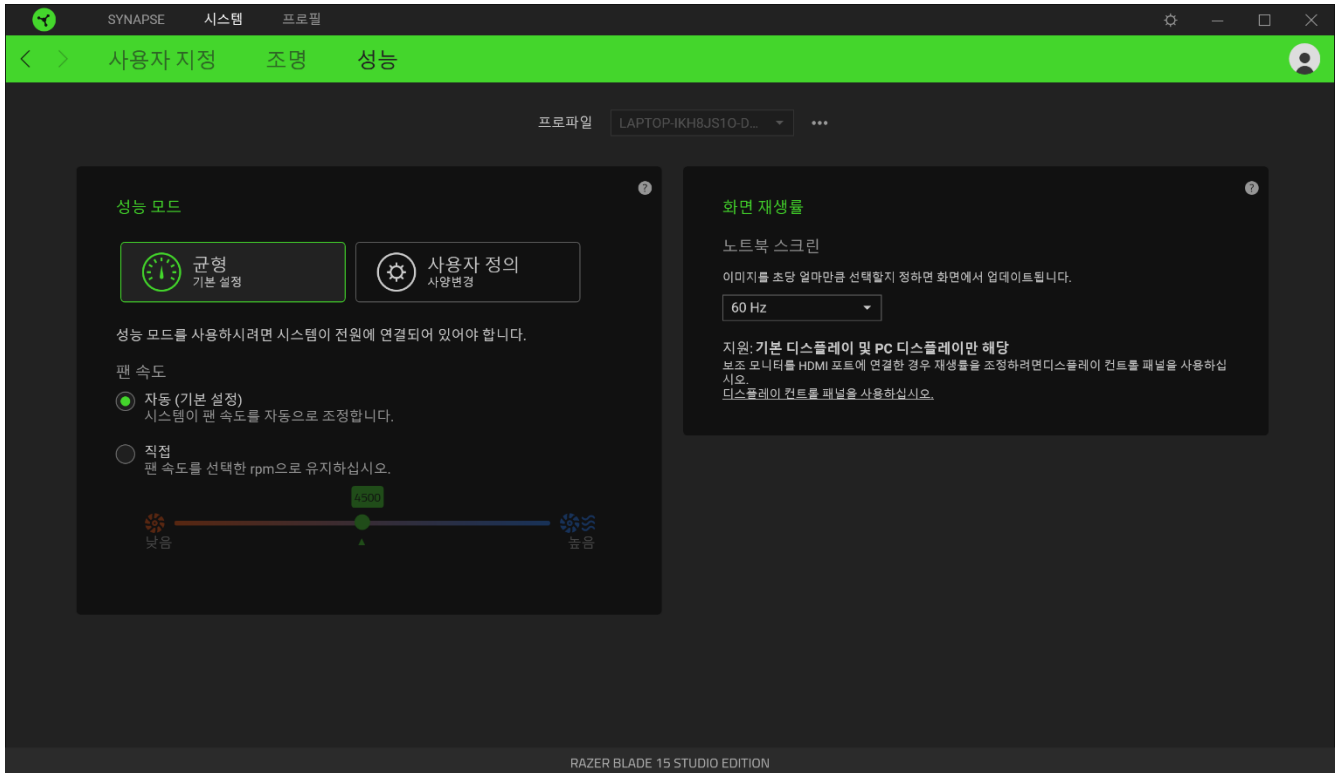 SYNAPSE 시스템 프로필
사용자 지정 조명 성능
프로파일 LAPTOP-IKH8JS1O-D... •••
성능 모드
균형
기본 설정
사용자 정의
사양변경
성능 모드를 사용하시려면 시스템이 전원에 연결되어 있어야 합니다.
팬 속도
자동 (기본 설정)
시스템이 팬 속도를 자동으로 조정합니다.
직접
팬 속도를 선택한 rpm으로 유지하십시오.
4500
낮음
높음
?
화면 재생률
노트북 스크린
이미지를 초당 얼마만큼 선택할지 정하면 화면에서 업데이트됩니다.
60 Hz
지원: 기본 디스플레이 및 PC 디스플레이만 해당
보조 모니터를 HDMI 포트에 연결한 경우 재생률을 조정하려면디스플레이 컨트롤 패널을 사용하십
시오.
디스플레이 컨트롤 패널을 사용하십시오.
?
RAZER BLADE 15 STUDIO EDITION